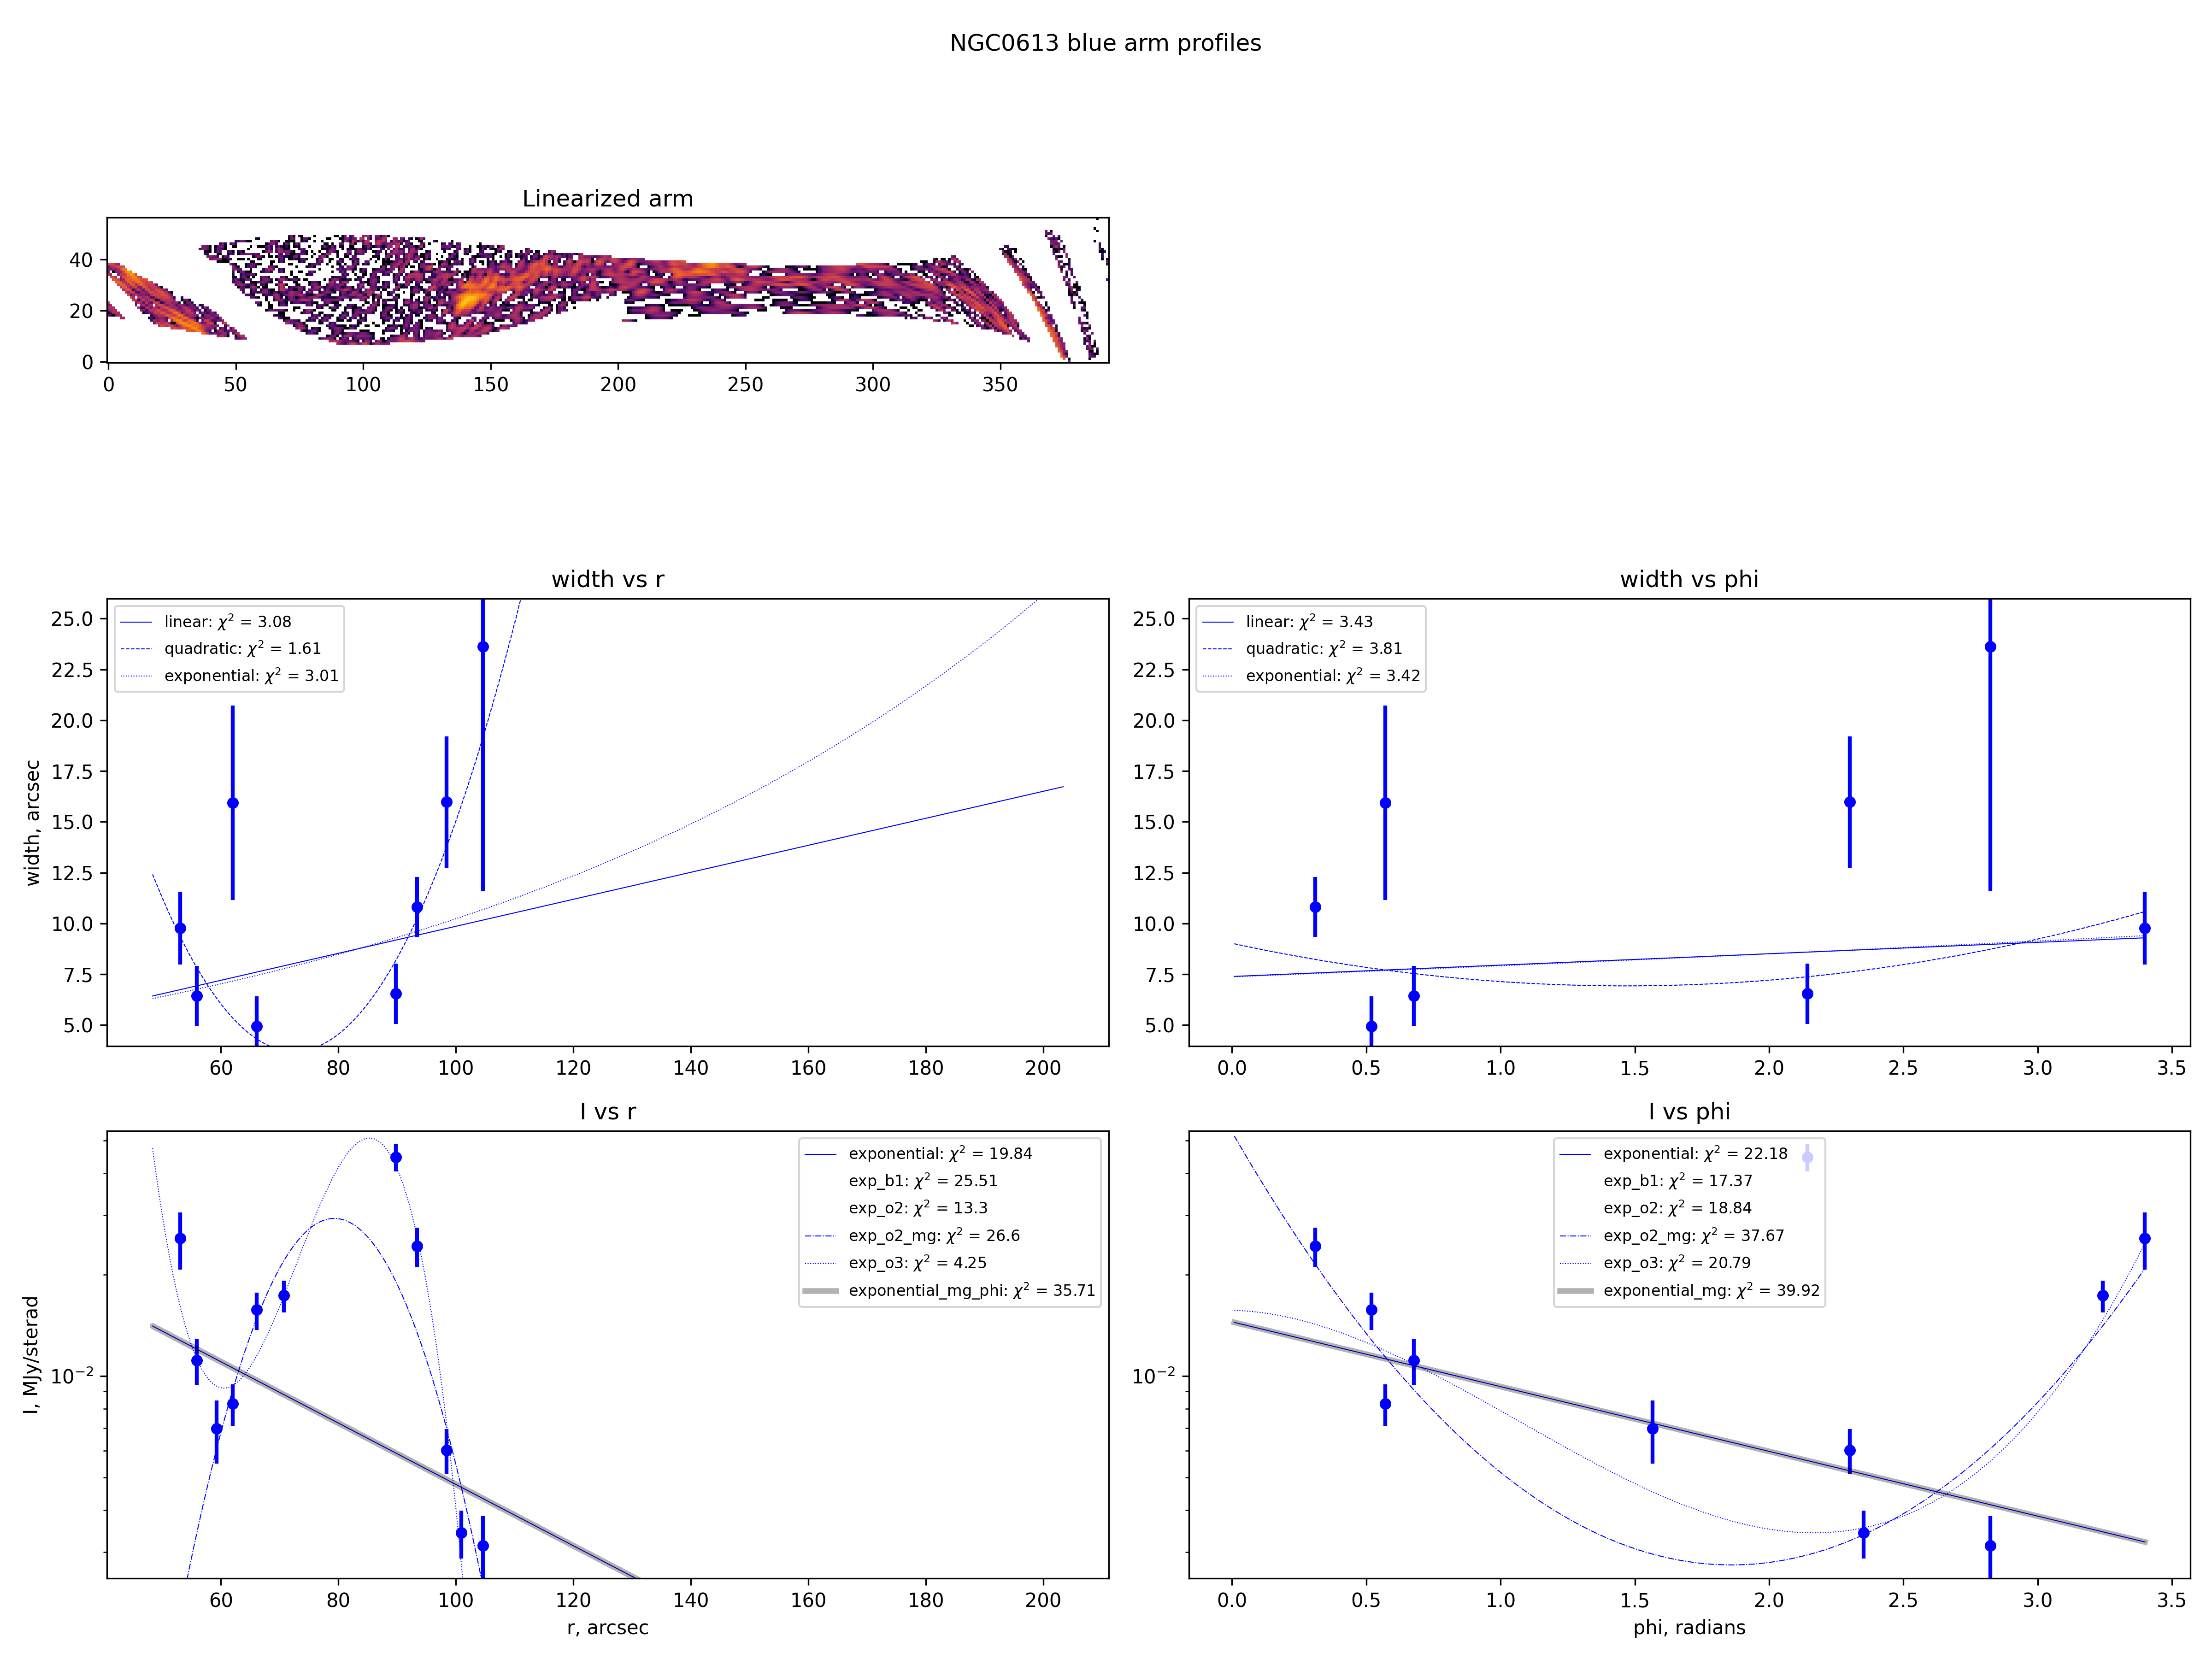 NGC0613 blue arm profiles
Linearized arm
40
20
0
0 50 100 150 200 250 300 350
width vs r
width, arcsec
25.0
22.5
20.0
17.5
15.0
12.5
10.0
7.5
5.0
linear: χ² = 3.08
quadratic: χ² = 1.61
exponential: χ² = 3.01
60 80 100 120 140 160 180 200
width vs phi
25.0
22.5
20.0
17.5
15.0
12.5
10.0
7.5
5.0
linear: χ² = 3.43
quadratic: χ² = 3.81
exponential: χ² = 3.42
0.0 0.5 1.0 1.5 2.0 2.5 3.0 3.5
I vs r
I, MJy/sterad
10⁻²
exponential: χ² = 19.84
exp_b1: χ² = 25.51
exp_o2: χ² = 13.3
exp_o2_mg: χ² = 26.6
exp_o3: χ² = 4.25
exponential_mg_phi: χ² = 35.71
60 80 100 120 140 160 180 200
r, arcsec
I vs phi
10⁻²
exponential: χ² = 22.18
exp_b1: χ² = 17.37
exp_o2: χ² = 18.84
exp_o2_mg: χ² = 37.67
exp_o3: χ² = 20.79
exponential_mg: χ² = 39.92
0.0 0.5 1.0 1.5 2.0 2.5 3.0 3.5
phi, radians